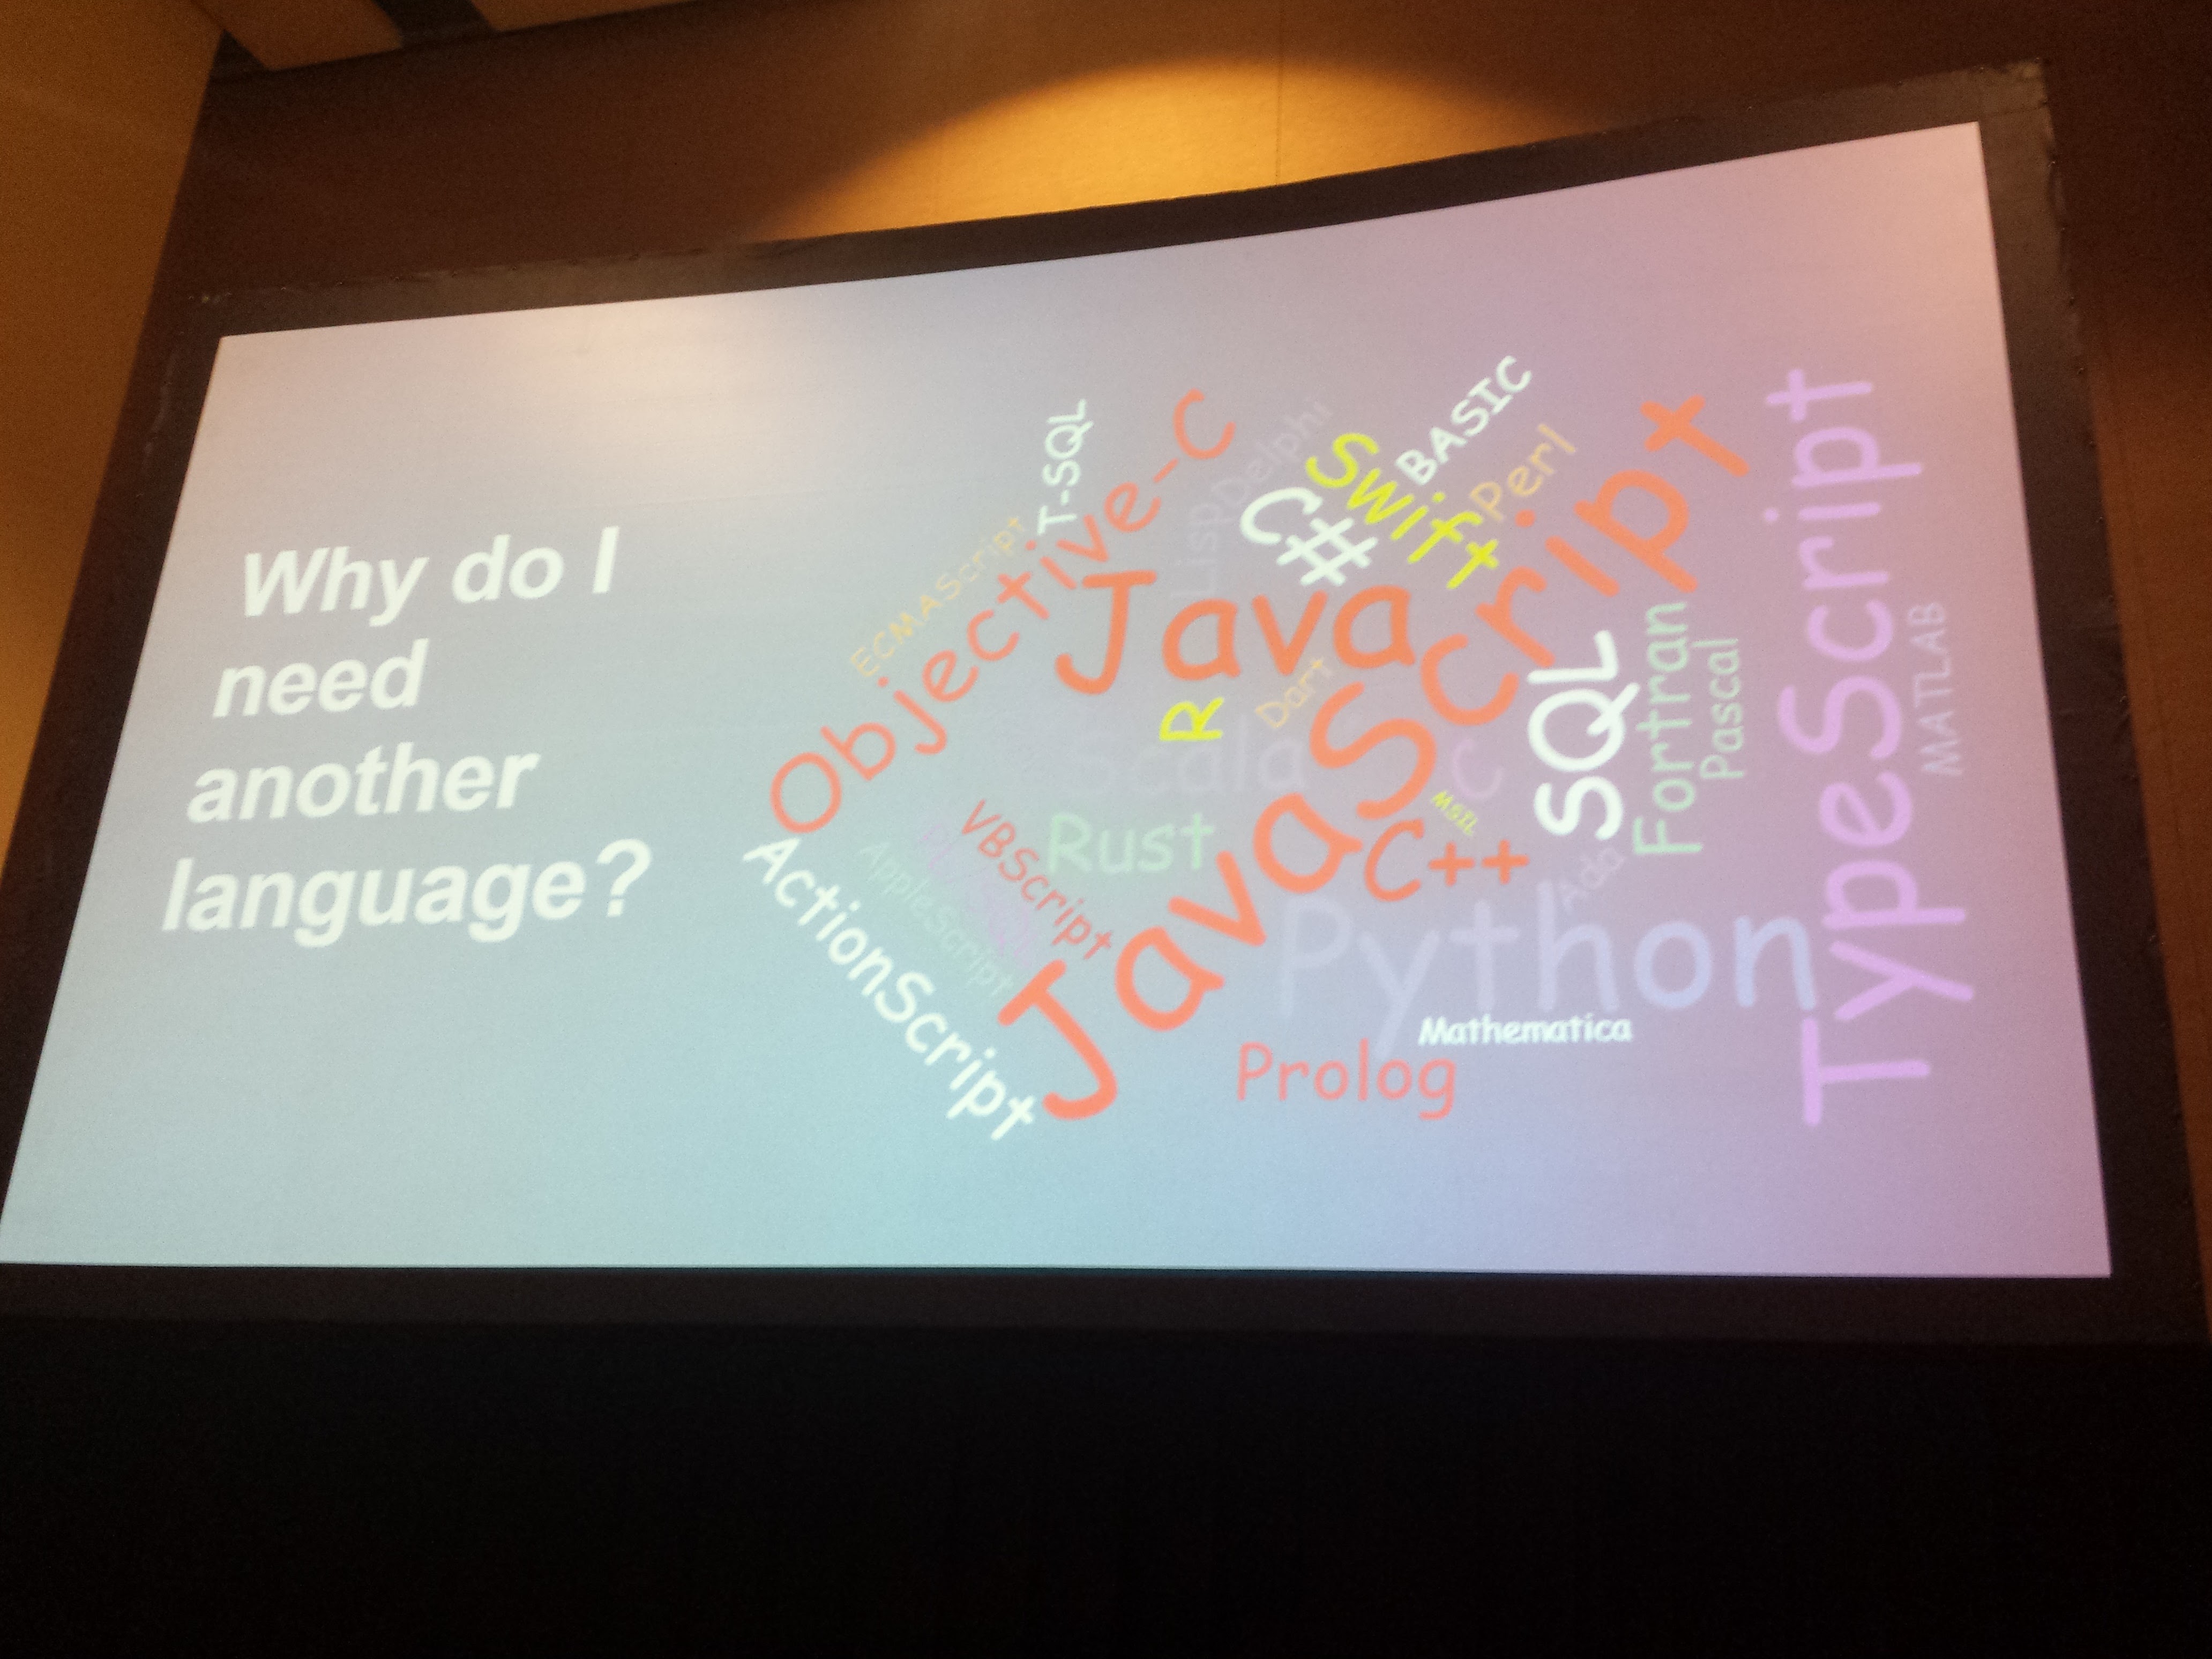 Why do I
need
another
language?
T-SQL
Objective-C
ECMAScript
Delphi
Lisp
C#
Swift
BASIC
Perl
Java
JavaScript
TypeScript
MATLAB
R
Dart
Scala
C
SQL
Fortran
Pascal
MSIL
C++
Rust
VBScript
AppleScript
ActionScript
Ada
Python
Mathematica
Prolog